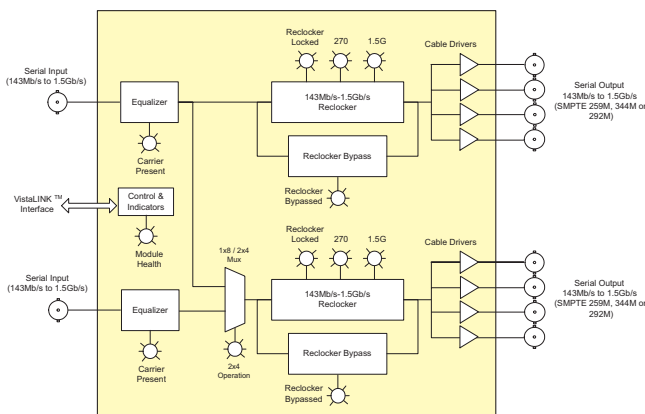 Reclocker
Locked
270
1.5G
Cable Drivers
Serial Input
(143Mb/s to 1.5Gb/s)
Equalizer
143Mb/s-1.5Gb/s
Reclocker
Serial Output
143Mb/s to 1.5Gb/s
(SMPTE 259M, 344M or
292M)
Carrier
Present
Reclocker Bypass
Reclocker
Bypassed
VistaLINK ™
Interface
Control &
Indicators
Module
Health
1x8 / 2x4
Mux
Reclocker
Locked
270
1.5G
Cable Drivers
Serial Input
(143Mb/s to 1.5Gb/s)
Equalizer
143Mb/s-1.5Gb/s
Reclocker
Serial Output
143Mb/s to 1.5Gb/s
(SMPTE 259M, 344M or
292M)
Carrier
Present
2x4
Operation
Reclocker Bypass
Reclocker
Bypassed